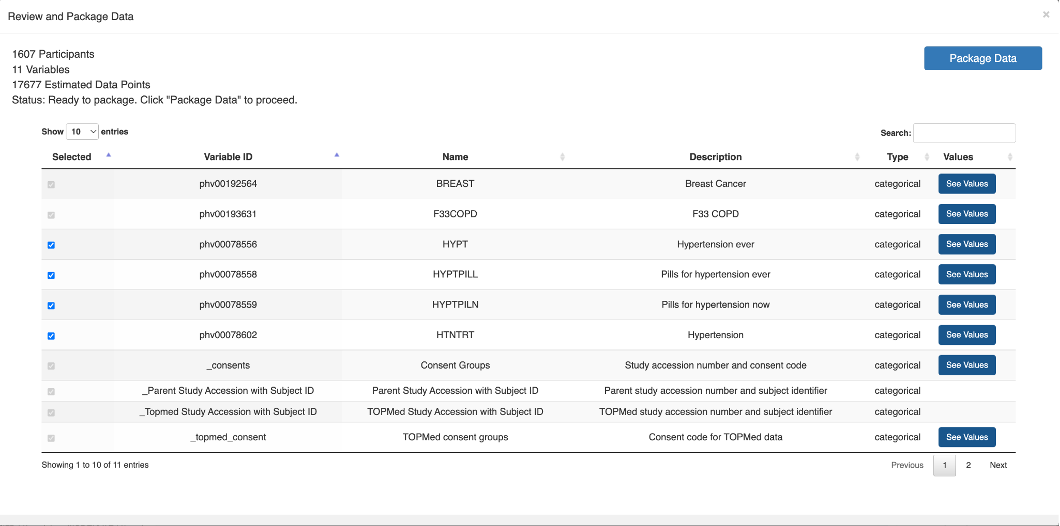 Review and Package Data
×
1607 Participants
11 Variables
17677 Estimated Data Points
Status: Ready to package. Click "Package Data" to proceed.
Package Data
Show 10 entries
Search:
Selected Variable ID Name Description Type Values
phv00192564 BREAST Breast Cancer categorical See Values
phv00193631 F33COPD F33 COPD categorical See Values
phv00078556 HYPT Hypertension ever categorical See Values
phv00078558 HYPTPILL Pills for hypertension ever categorical See Values
phv00078559 HYPTPILN Pills for hypertension now categorical See Values
phv00078602 HTNTRT Hypertension categorical See Values
_consents Consent Groups Study accession number and consent code categorical See Values
_Parent Study Accession with Subject ID Parent Study Accession with Subject ID Parent study accession number and subject identifier categorical
_Topmed Study Accession with Subject ID TOPMed Study Accession with Subject ID TOPMed study accession number and subject identifier categorical
_topmed_consent TOPMed consent groups Consent code for TOPMed data categorical See Values
Showing 1 to 10 of 11 entries
Previous 1 2 Next